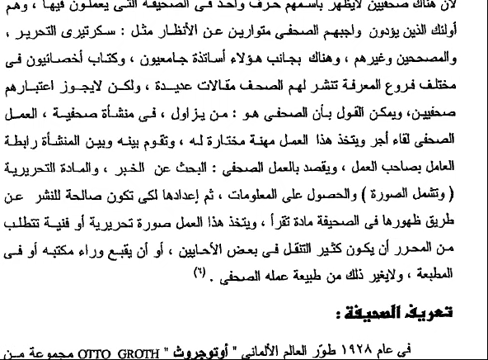 لأن هناك صحفيين لايظهر باسمهم حرف واحد فى الصحيفة التى يعملون فيها ، وهم
أولئك الذين يؤدون واجبهم الصحفى متوارين عن الأنظار مثل : سكرتيرى التحرير ،
والمصححين وغيرهم ، وهناك بجانب هؤلاء أساتذة جامعيون ، وكتاب أخصائيون فى
مختلف فروع المعرفة تنشر لهم الصحف مقالات عديدة ، ولكن لايجوز اعتبارهم
صحفيين، ويمكن القول بأن الصحفى هو : من يزاول ، فى منشأة صحفية ، العمل
الصحفى لقاء أجر ويتخذ هذا العمل مهنة مختارة له ، وتقوم بينه وبين المنشأة رابطة
العامل بصاحب العمل ، ويقصد بالعمل الصحفى : البحث عن الخبر ، والمادة التحريرية
( وتشمل الصورة ) والحصول على المعلومات ، ثم إعدادها لكى تكون صالحة للنشر عن
طريق ظهورها فى الصحيفة مادة تقرأ ، ويتخذ هذا العمل صورة تحريرية أو فنية تتطلب
من المحرر أن يكون كثير التنقل فى بعض الأحايين ، أو أن يقبع وراء مكتبه أو فى
المطبعة ، ولايغير ذلك من طبيعة عمله الصحفى . (٦)
تعريف الصحيفة :
فى عام ١٩٢٨ طوّر العالم الألمانى " أوتوجروث " OTTO GROTH مجموعة من